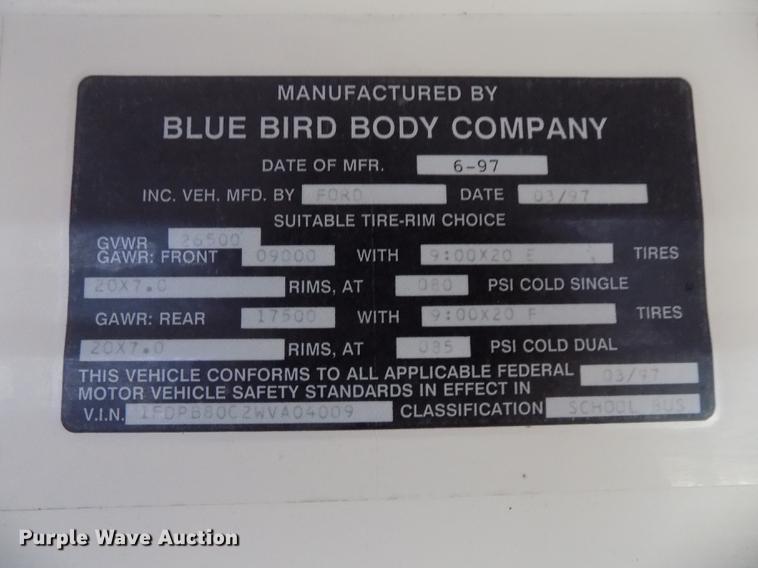 MANUFACTURED BY
BLUE BIRD BODY COMPANY
DATE OF MFR. 6-97
INC. VEH. MFD. BY FORD DATE 03/97
SUITABLE TIRE-RIM CHOICE
GVWR 26500
GAWR: FRONT 09000 WITH 9:00X20 E TIRES
20X7.0 RIMS, AT 080 PSI COLD SINGLE
GAWR: REAR 17500 WITH 9:00X20 F TIRES
20X7.0 RIMS, AT 085 PSI COLD DUAL
THIS VEHICLE CONFORMS TO ALL APPLICABLE FEDERAL 03/97
MOTOR VEHICLE SAFETY STANDARDS IN EFFECT IN
V.I.N. 1FDPB80C2WVA04009 CLASSIFICATION SCHOOL BUS
Purple Wave Auction